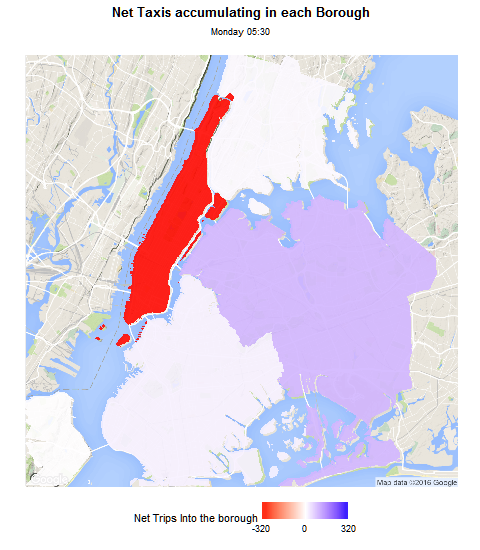 Net Taxis accumulating in each Borough
Monday 05:30
Map data ©2016 Google
Net Trips Into the borough
-320 0 320